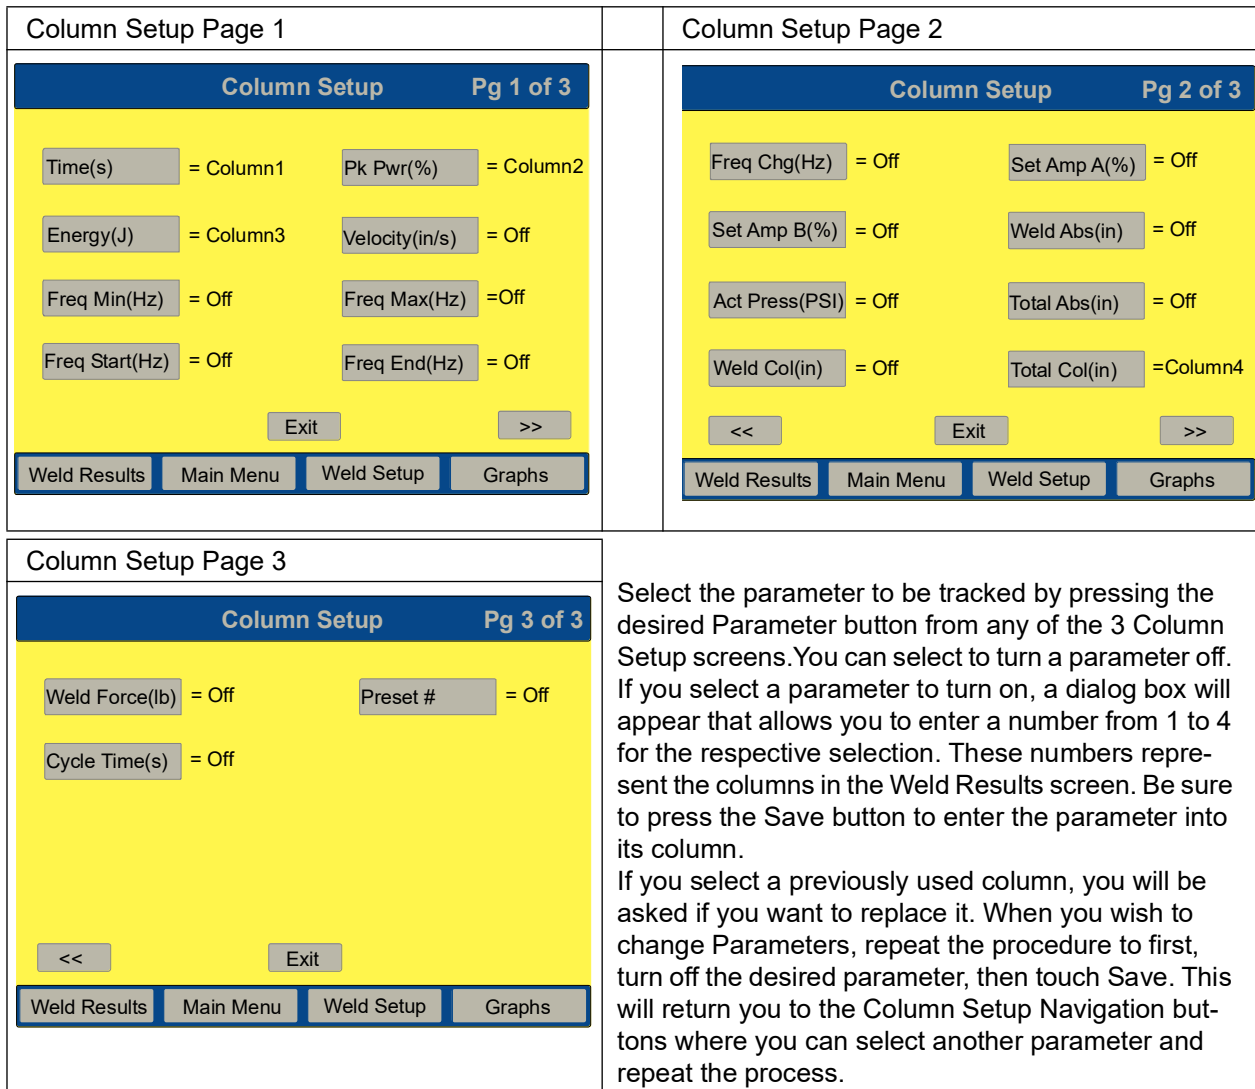 Column Setup Page 1
Column Setup Pg 1 of 3
Time(s) = Column1 Pk Pwr(%) = Column2
Energy(J) = Column3 Velocity(in/s) = Off
Freq Min(Hz) = Off Freq Max(Hz) =Off
Freq Start(Hz) = Off Freq End(Hz) = Off
Exit >>
Weld Results Main Menu Weld Setup Graphs
Column Setup Page 2
Column Setup Pg 2 of 3
Freq Chg(Hz) = Off Set Amp A(%) = Off
Set Amp B(%) = Off Weld Abs(in) = Off
Act Press(PSI) = Off Total Abs(in) = Off
Weld Col(in) = Off Total Col(in) =Column4
<< Exit >>
Weld Results Main Menu Weld Setup Graphs
Column Setup Page 3
Column Setup Pg 3 of 3
Weld Force(lb) = Off Preset # = Off
Cycle Time(s) = Off
<< Exit
Weld Results Main Menu Weld Setup Graphs
Select the parameter to be tracked by pressing the
desired Parameter button from any of the 3 Column
Setup screens.You can select to turn a parameter off.
If you select a parameter to turn on, a dialog box will
appear that allows you to enter a number from 1 to 4
for the respective selection. These numbers repre-
sent the columns in the Weld Results screen. Be sure
to press the Save button to enter the parameter into
its column.
If you select a previously used column, you will be
asked if you want to replace it. When you wish to
change Parameters, repeat the procedure to first,
turn off the desired parameter, then touch Save. This
will return you to the Column Setup Navigation but-
tons where you can select another parameter and
repeat the process.